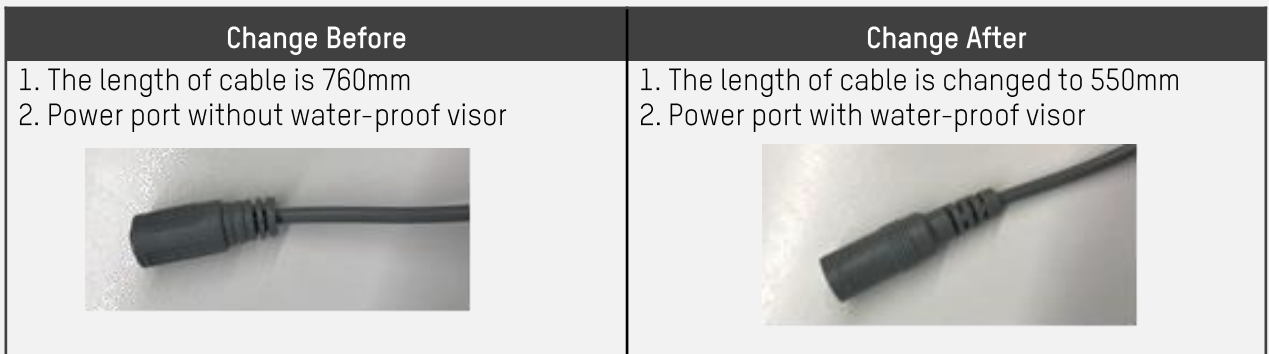 Change Before
1. The length of cable is 760mm
2. Power port without water-proof visor
Change After
1. The length of cable is changed to 550mm
2. Power port with water-proof visor